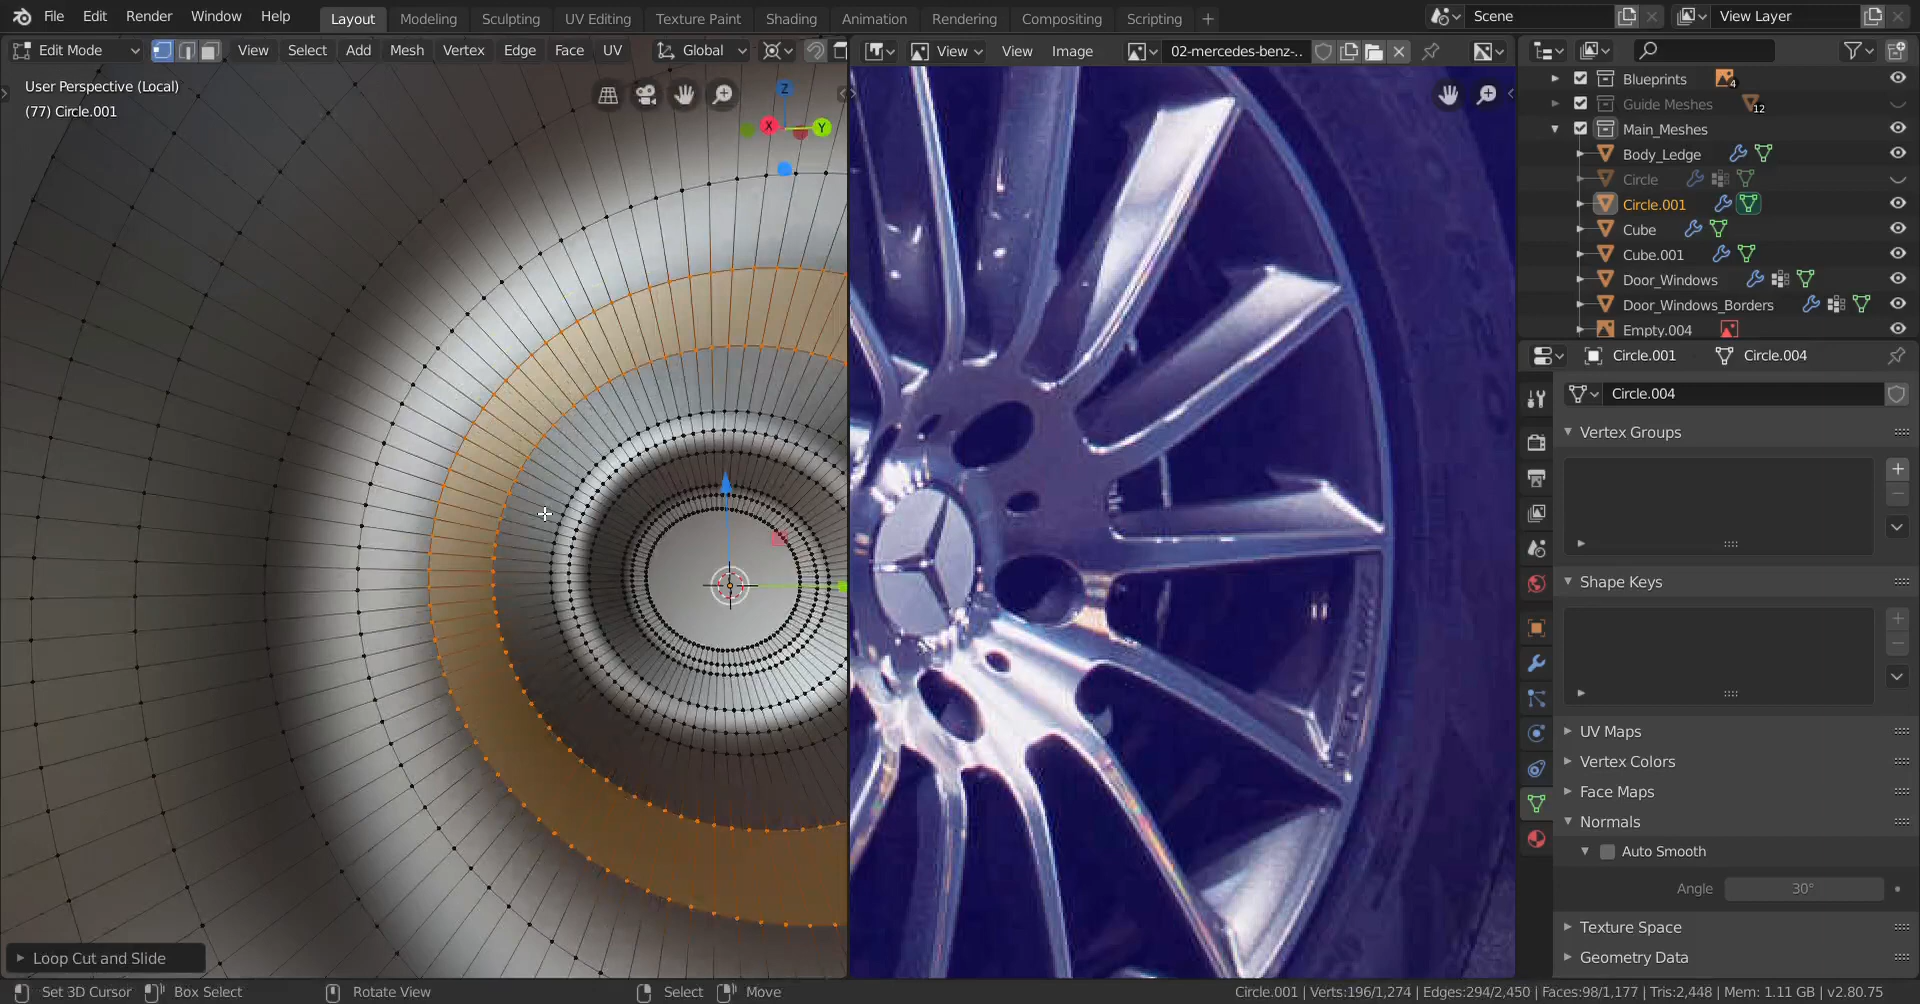 File Edit Render Window Help Layout Modeling Sculpting UV Editing Texture Paint Shading Animation Rendering Compositing Scripting + Scene View Layer
Edit Mode View Select Add Mesh Vertex Edge Face UV Global View View Image 02-mercedes-benz-..
User Perspective (Local)
(77) Circle.001
Z
X
Y
Blueprints 4
Guide Meshes 12
Main_Meshes
Body_Ledge
Circle
Circle.001
Cube
Cube.001
Door_Windows
Door_Windows_Borders
Empty.004
Circle.001 Circle.004
Circle.004
Vertex Groups
Shape Keys
UV Maps
Vertex Colors
Face Maps
Normals
Auto Smooth
Angle 30°
Texture Space
Geometry Data
Loop Cut and Slide
Set 3D Cursor Box Select Rotate View Select Move Circle.001 | Verts:196/1,274 | Edges:294/2,450 | Faces:98/1,177 | Tris:2,448 | Mem: 1.11 GB | v2.80.75